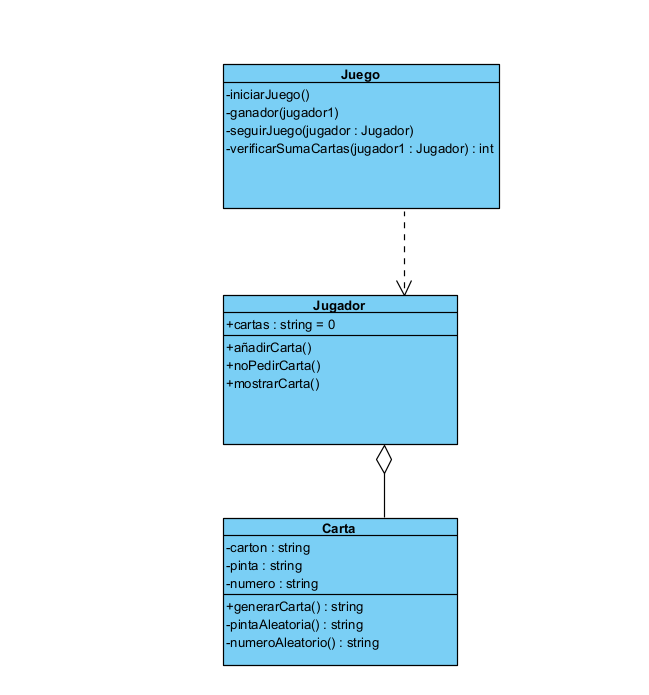 Juego
-iniciarJuego()
-ganador(jugador1)
-seguirJuego(jugador : Jugador)
-verificarSumaCartas(jugador1 : Jugador) : int
Jugador
+cartas : string = 0
+añadirCarta()
+noPedirCarta()
+mostrarCarta()
Carta
-carton : string
-pinta : string
-numero : string
+generarCarta() : string
-pintaAleatoria() : string
-numeroAleatorio() : string